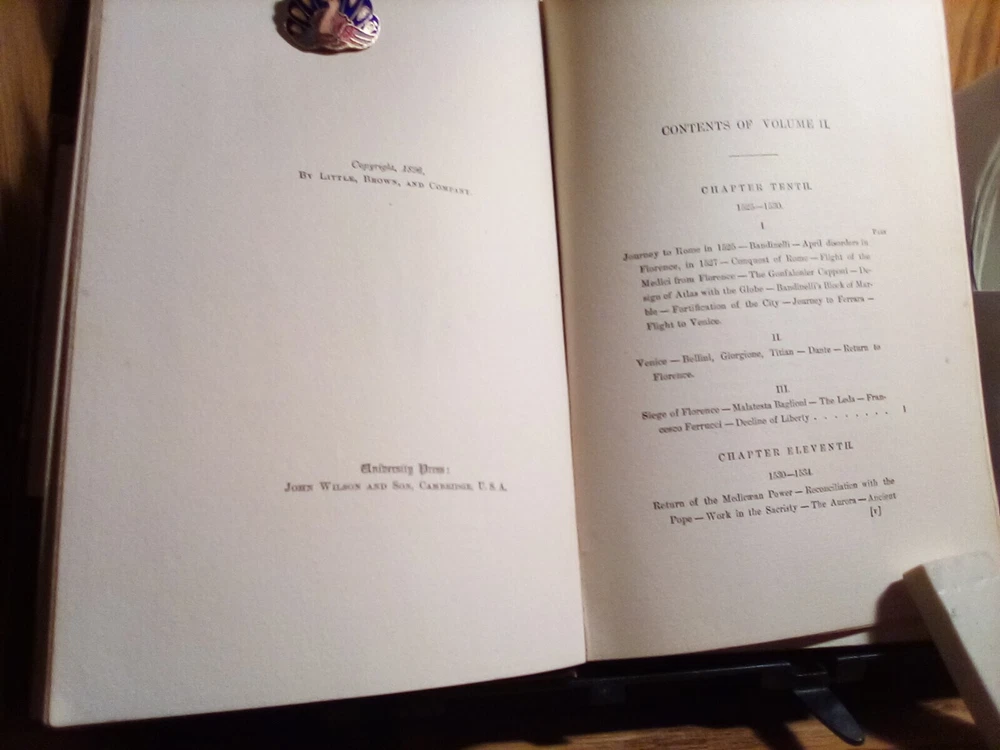 Copyright, 1896,
By Little, Brown, and Company.
University Press:
John Wilson and Son, Cambridge, U.S.A.
CONTENTS OF VOLUME II.
CHAPTER TENTH.
1525—1530.
I.
Page
Journey to Rome in 1525 — Bandinelli — April disorders in
Florence, in 1527 — Conquest of Rome — Flight of the
Medici from Florence — The Gonfalonier Capponi — De-
sign of Atlas with the Globe — Bandinelli's Block of Mar-
ble — Fortification of the City — Journey to Ferrara —
Flight to Venice.
II.
Venice — Bellini, Giorgione, Titian — Dante — Return to
Florence.
III.
Siege of Florence — Malatesta Baglioni — The Leda — Fran-
cesco Ferrucci — Decline of Liberty . . . . . . . . 1
CHAPTER ELEVENTH.
1530—1534.
Return of the Medicæan Power — Reconciliation with the
Pope — Work in the Sacristy — The Aurora — Ancient
[v]